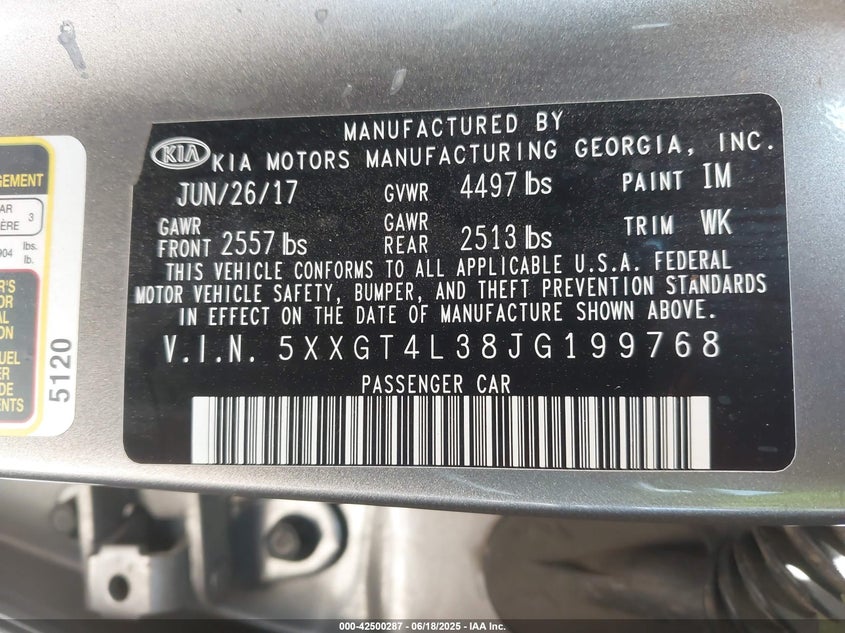 MANUFACTURED BY
KIA KIA MOTORS MANUFACTURING GEORGIA, INC.
JUN/26/17 GVWR 4497 lbs PAINT IM
GAWR FRONT 2557 lbs GAWR REAR 2513 lbs TRIM WK
THIS VEHICLE CONFORMS TO ALL APPLICABLE U.S.A. FEDERAL
MOTOR VEHICLE SAFETY, BUMPER, AND THEFT PREVENTION STANDARDS
IN EFFECT ON THE DATE OF MANUFACTURE SHOWN ABOVE.
V.I.N. 5XXGT4L38JG199768
PASSENGER CAR
3
lbs.
lb.
5120
000-42500287 - 06/18/2025 - IAA Inc.